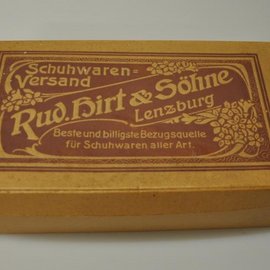 Schuhwaren=
Versand
Rud. Hirt & Söhne
Lenzburg
Beste und billigste Bezugsquelle
für Schuhwaren aller Art.